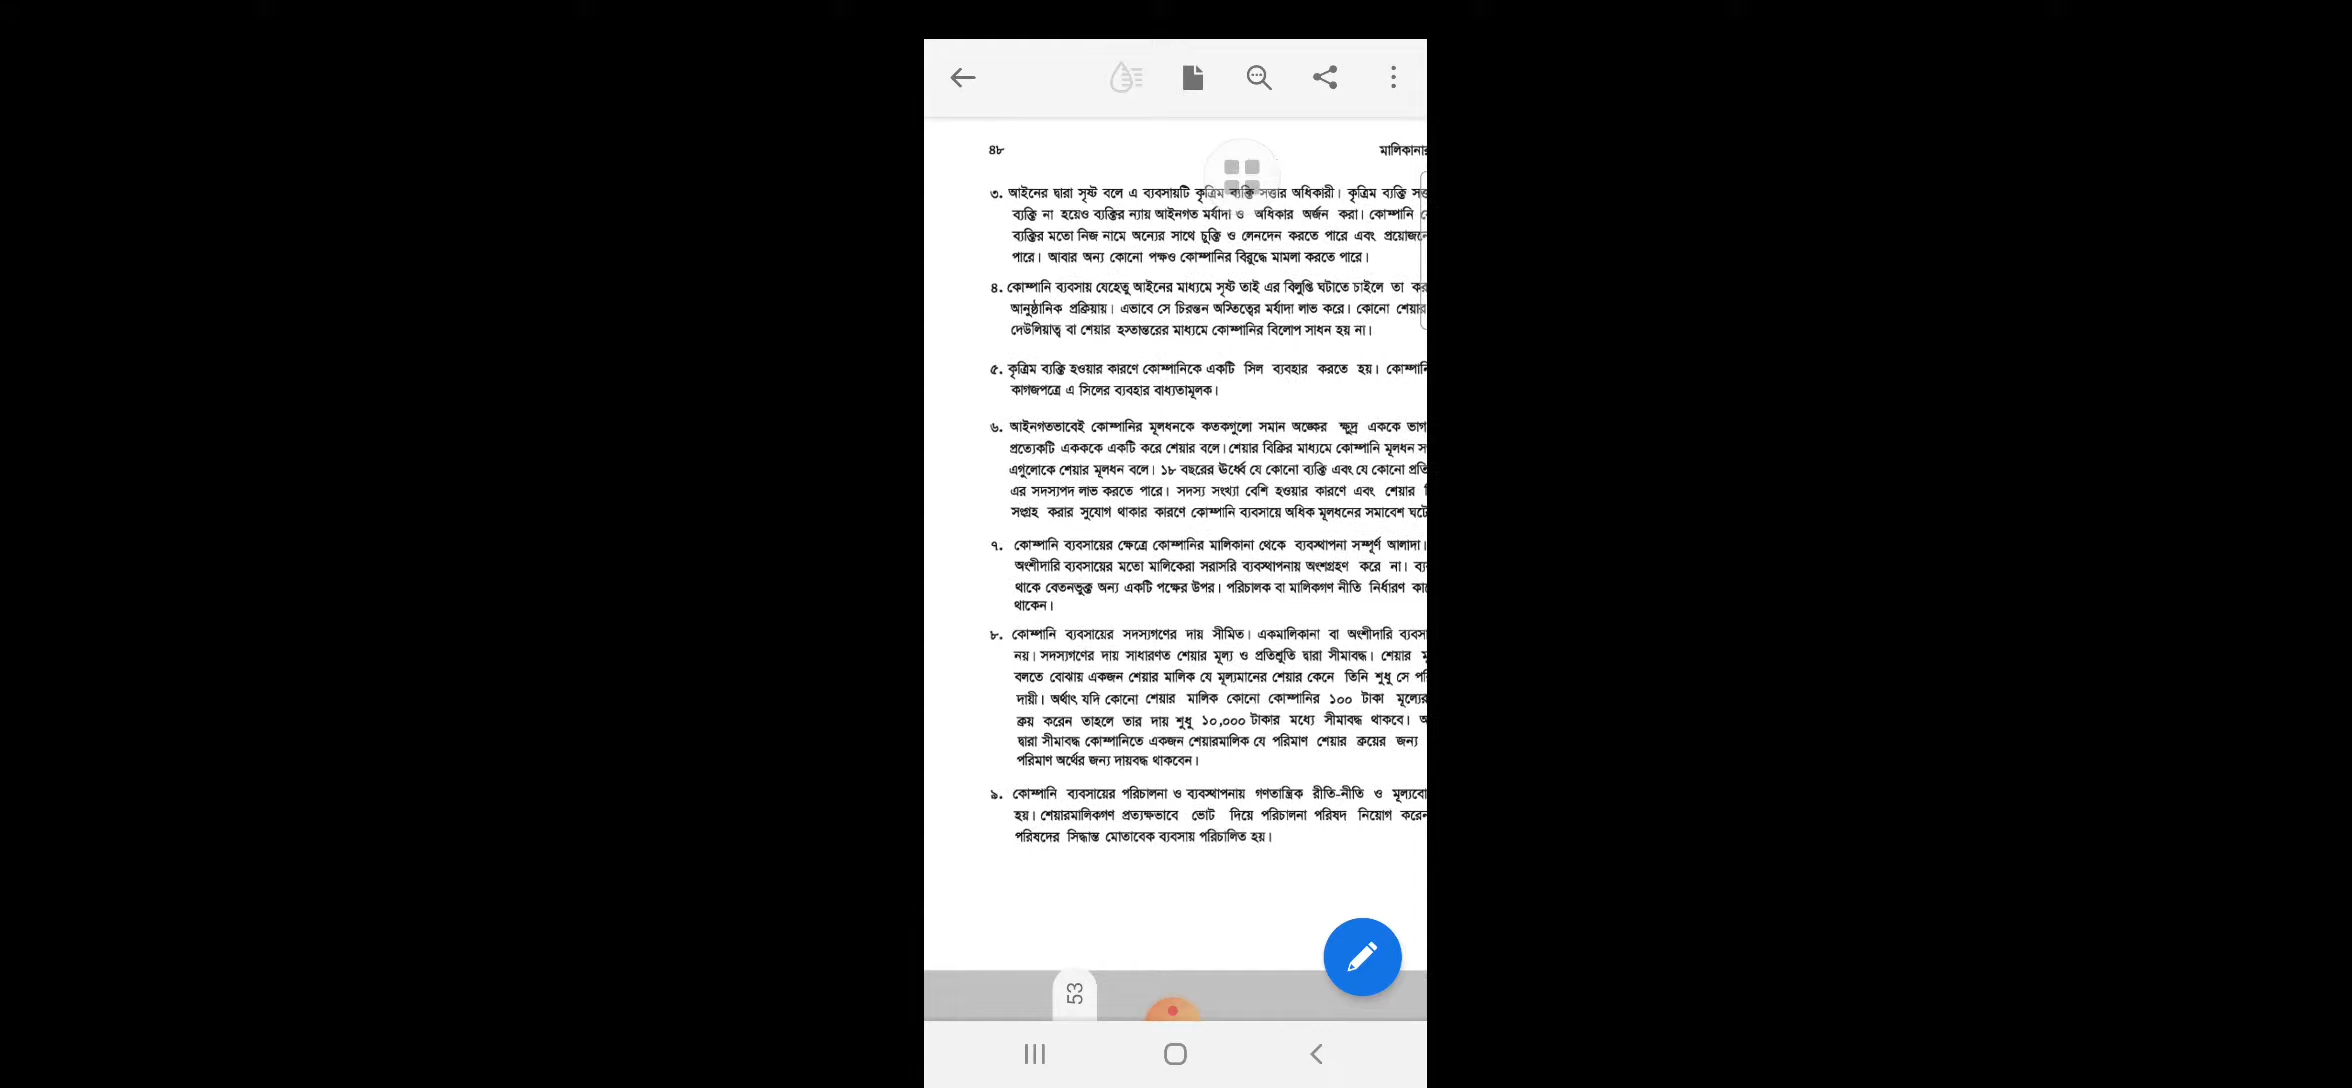 ৪৮
মালিকানার
৩. আইনের দ্বারা সৃষ্ট বলে এ ব্যবসায়টি কৃত্রিম ব্যক্তি সত্তার অধিকারী। কৃত্রিম ব্যক্তি
ব্যক্তি না হয়েও ব্যক্তির ন্যায় আইনগত মর্যাদা ও অধিকার অর্জন করা। কোম্পানি
ব্যক্তির মতো নিজ নামে অন্যের সাথে চুক্তি ও লেনদেন করতে পারে এবং
পারে। আবার অন্য কোনো পক্ষও কোম্পানির বিরুদ্ধে মামলা করতে পারে।
৪. কোম্পানি ব্যবসায় যেহেতু আইনের মাধ্যমে সৃষ্ট তাই এর বিলুপ্তি ঘটাতে চাইলে তা
আনুষ্ঠানিক প্রক্রিয়ায়। এভাবে সে চিরন্তন অস্তিত্বের মর্যাদা লাভ করে। কোনো শেয়ার
দেউলিয়াত্ব বা শেয়ার হস্তান্তরের মাধ্যমে কোম্পানির বিলোপ সাধন হয় না।
৫. কৃত্রিম ব্যক্তি হওয়ার কারণে কোম্পানিকে একটি সিল ব্যবহার করতে হয়।
কাগজপত্রে এ সিলের ব্যবহার বাধ্যতামূলক।
৬. আইনগতভাবেই কোম্পানির মূলধনকে কতকগুলো সমান অঙ্কের ক্ষুদ্র এককে ভাগ
প্রত্যেকটি একককে একটি করে শেয়ার বলে। শেয়ার বিক্রির মাধ্যমে কোম্পানি মূলধন
এগুলোকে শেয়ার মূলধন বলে। ১৮ বছরের ঊর্ধ্বে যে কোনো ব্যক্তি এবং যে কোনো
এর সদস্যপদ লাভ করতে পারে। সদস্য সংখ্যা বেশি হওয়ার কারণে এবং শেয়ার
সংগ্রহ করার সুযোগ থাকার কারণে কোম্পানি ব্যবসায়ে অধিক মূলধনের সমাবেশ ঘটে
৭. কোম্পানি ব্যবসায়ের ক্ষেত্রে কোম্পানির মালিকানা থেকে ব্যবস্থাপনা সম্পূর্ণ আলাদা।
অংশীদারি ব্যবসায়ের মতো মালিকেরা সরাসরি ব্যবস্থাপনায় অংশগ্রহণ করে না।
থাকে বেতনভুক্ত অন্য একটি পক্ষের উপর। পরিচালক বা মালিকগণ নীতি নির্ধারণ
থাকেন।
৮. কোম্পানি ব্যবসায়ের সদস্যগণের দায় সীমিত। একমালিকানা বা অংশীদারি
নয়। সদস্যগণের দায় সাধারণত শেয়ার মূল্য ও প্রতিশ্রুতি দ্বারা সীমাবদ্ধ। শেয়ার
বলতে বোঝায় একজন শেয়ার মালিক যে মূল্যমানের শেয়ার কেনে তিনি শুধু সে
দায়ী। অর্থাৎ যদি কোনো শেয়ার মালিক কোনো কোম্পানির ১০০ টাকা মূল্যের
ক্রয় করেন তাহলে তার দায় শুধু ১০,০০০ টাকার মধ্যে সীমাবদ্ধ থাকবে।
দ্বারা সীমাবদ্ধ কোম্পানিতে একজন শেয়ারমালিক যে পরিমাণ শেয়ার ক্রয়ের জন্য
পরিমাণ অর্থের জন্য দায়বদ্ধ থাকবেন।
৯. কোম্পানি ব্যবসায়ের পরিচালনা ও ব্যবস্থাপনায় গণতান্ত্রিক রীতি-নীতি ও
হয়। শেয়ারমালিকগণ প্রত্যক্ষভাবে ভোট দিয়ে পরিচালনা পরিষদ নিয়োগ করেন
পরিষদের সিদ্ধান্ত মোতাবেক ব্যবসায় পরিচালিত হয়।
53